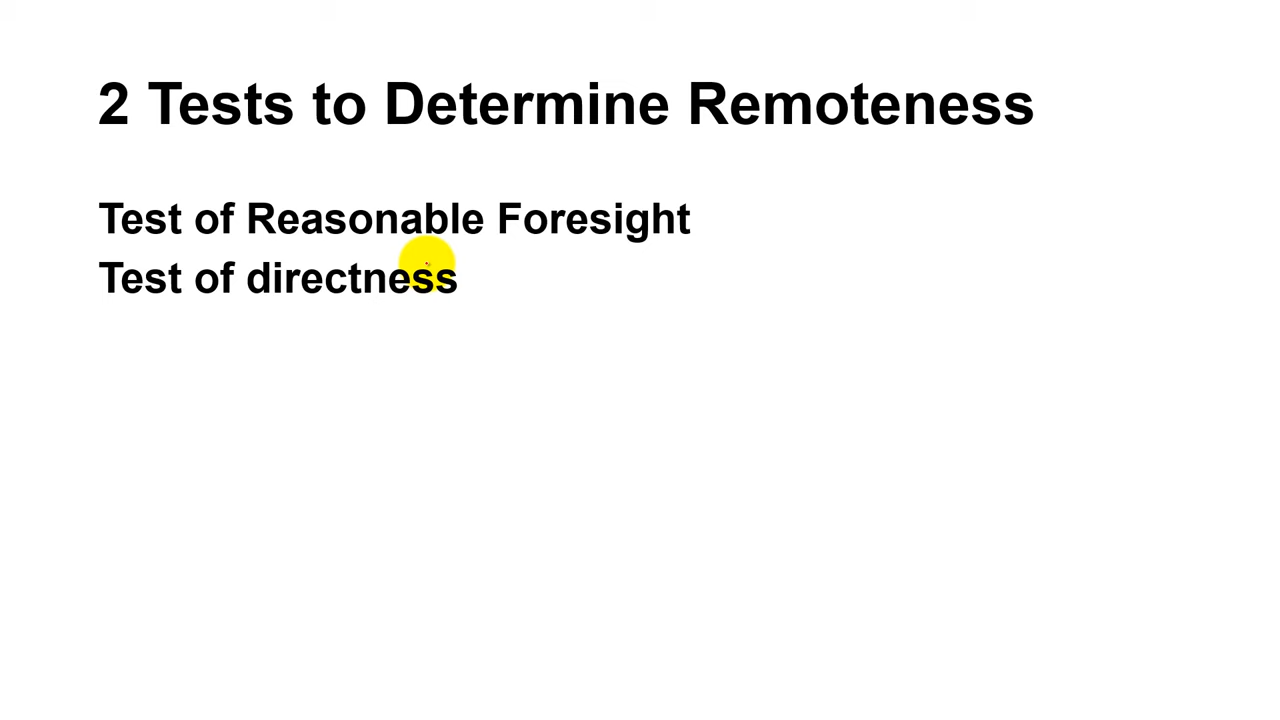 2 Tests to Determine Remoteness
Test of Reasonable Foresight
Test of directness